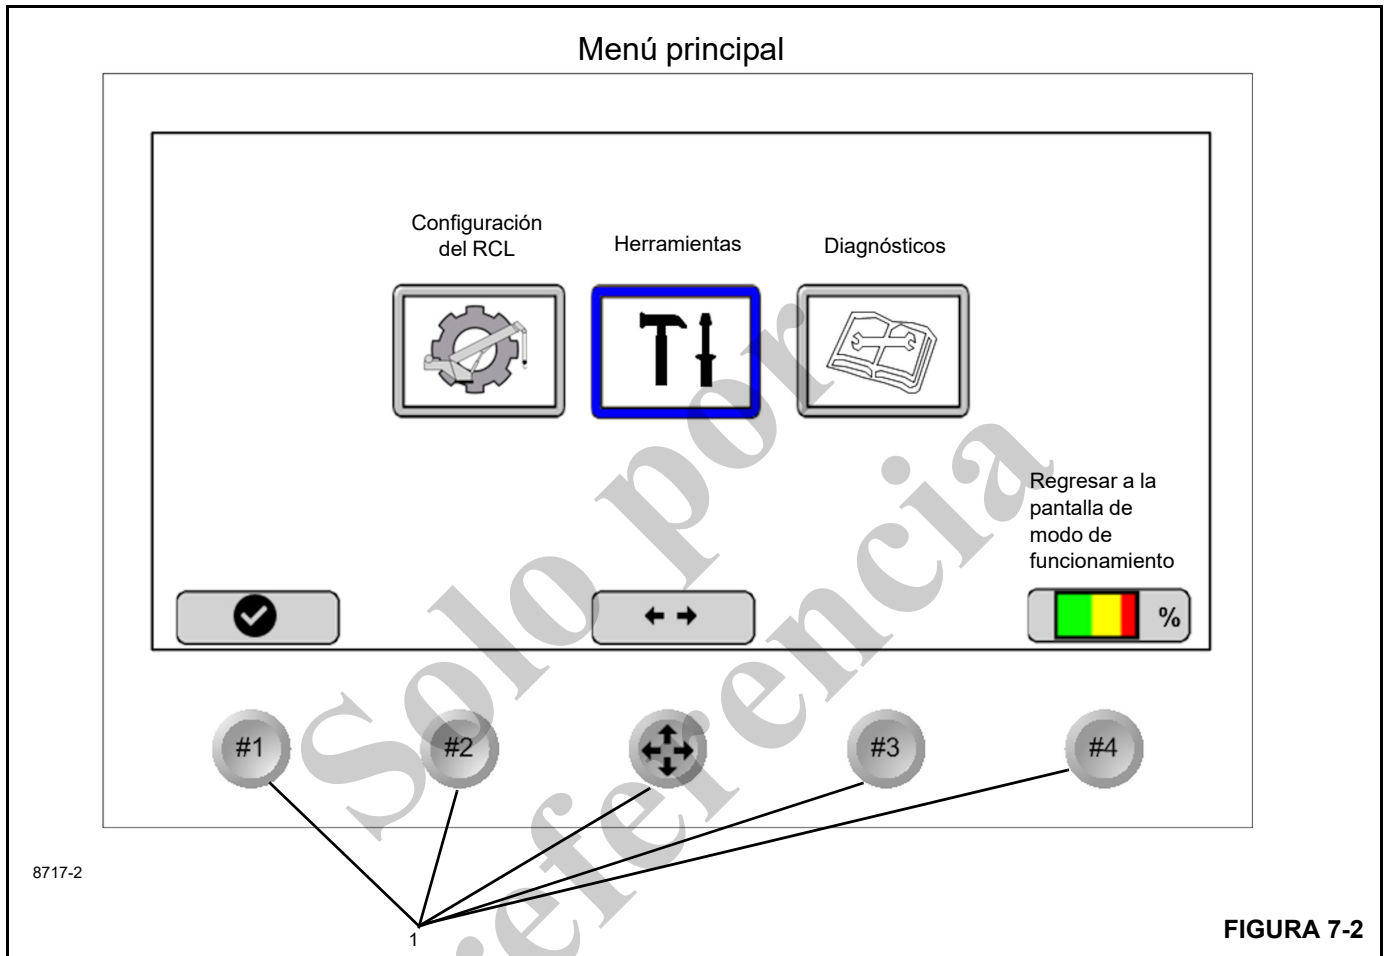 Menú principal
Configuración
del RCL
Herramientas
Diagnósticos
Regresar a la
pantalla de
modo de
funcionamiento
%
#1
#2
#3
#4
8717-2
1
FIGURA 7-2
Solo por
referencia